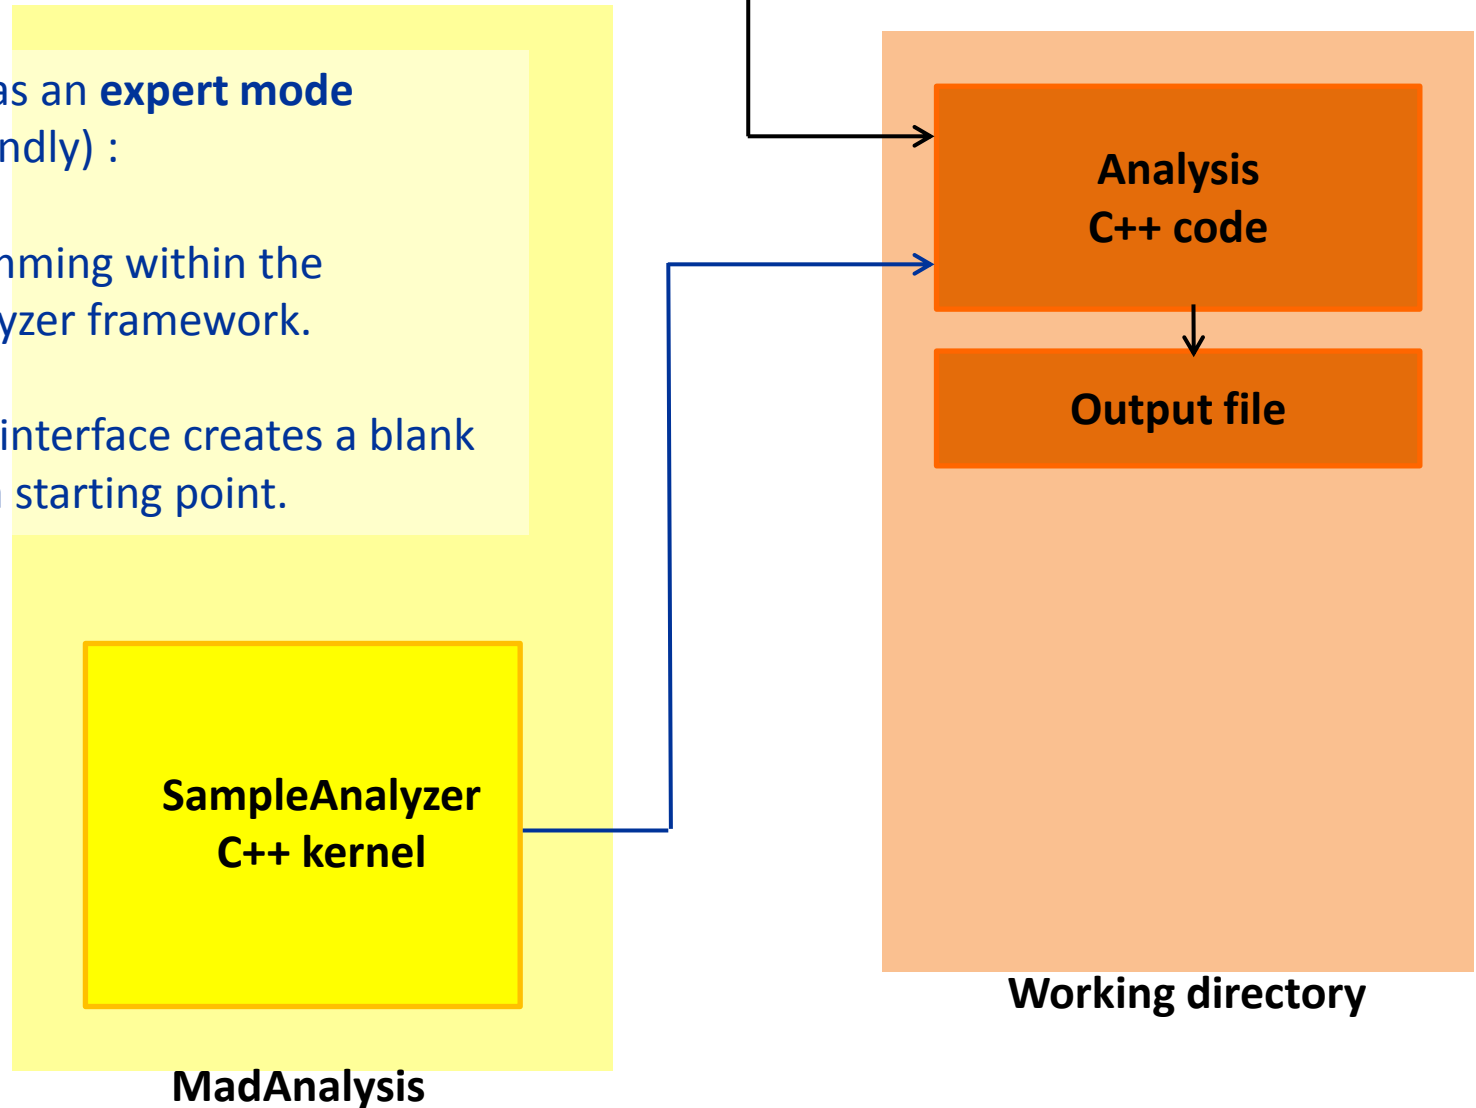 as an expert mode
ndly) :
nming within the
yzer framework.
interface creates a blank
starting point.
Analysis
C++ code
Output file
SampleAnalyzer
C++ kernel
Working directory
MadAnalysis